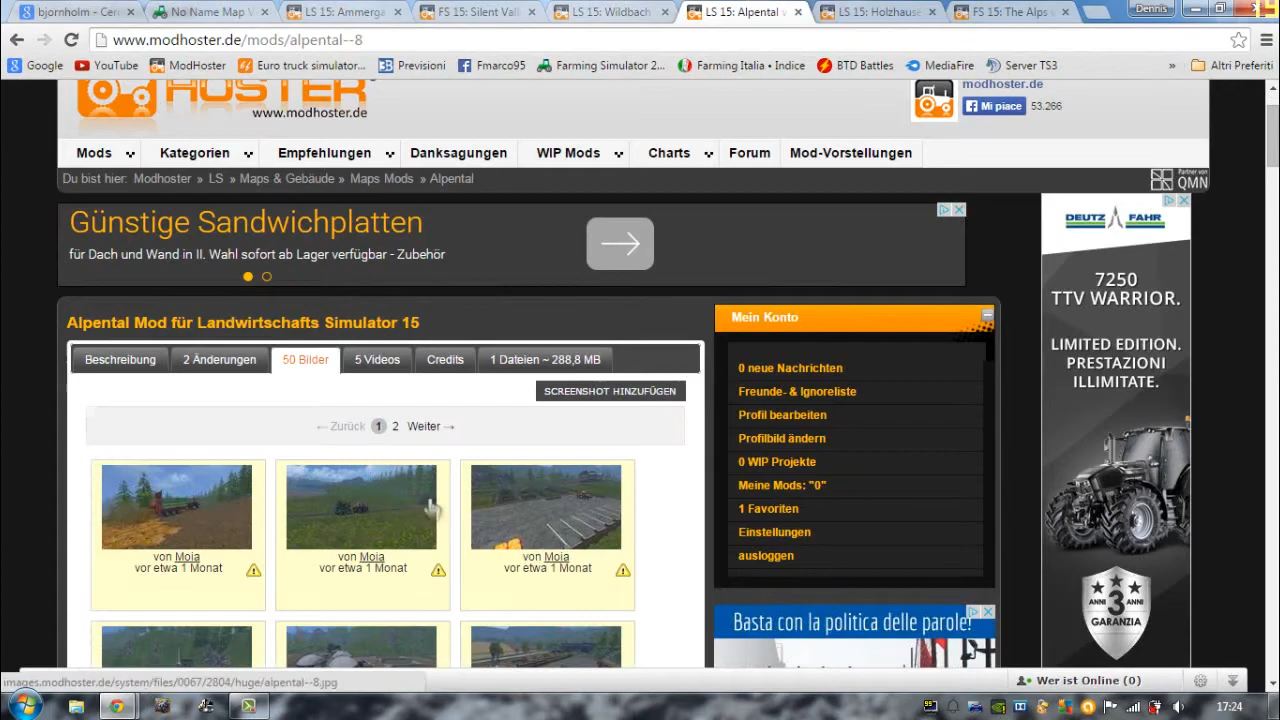 bjornholm - Cer
No Name Map V
LS 15: Ammerga
FS 15: Silent Vall
LS 15: Wildbach
LS 15: Alpental v
LS 15: Holzhause
FS 15: The Alps v
Dennis
www.modhoster.de/mods/alpental--8
Google
YouTube
ModHoster
Euro truck simulator...
Previsioni
Fmarco95
Farming Simulator 2...
Farming Italia • Indice
BTDBattles
MediaFire
Server TS3
»
Altri Preferiti
HOSTER
www.modhoster.de
modhoster.de
Mi piace
53.266
Mods
Kategorien
Empfehlungen
Danksagungen
WIP Mods
Charts
Forum
Mod-Vorstellungen
Du bist hier: Modhoster » LS » Maps & Gebäude » Maps Mods » Alpental
Partner von
QMN
Günstige Sandwichplatten
für Dach und Wand in II. Wahl sofort ab Lager verfügbar - Zubehör
DEUTZ FAHR
7250
TTV WARRIOR.
LIMITED EDITION.
PRESTAZIONI
ILLIMITATE.
3
ANNI ANNI
GARANZIA
Alpental Mod für Landwirtschafts Simulator 15
Beschreibung
2 Änderungen
50 Bilder
5 Videos
Credits
1 Dateien ~ 288,8 MB
SCREENSHOT HINZUFÜGEN
← Zurück 1 2 Weiter →
von Moia
vor etwa 1 Monat
von Moia
vor etwa 1 Monat
von Moia
vor etwa 1 Monat
Mein Konto
0 neue Nachrichten
Freunde- & Ignoreliste
Profil bearbeiten
Profilbild ändern
0 WIP Projekte
Meine Mods: "0"
1 Favoriten
Einstellungen
ausloggen
Basta con la politica delle parole!
images.modhoster.de/system/files/0067/2804/huge/alpental--8.jpg
Wer ist Online (0)
17:24